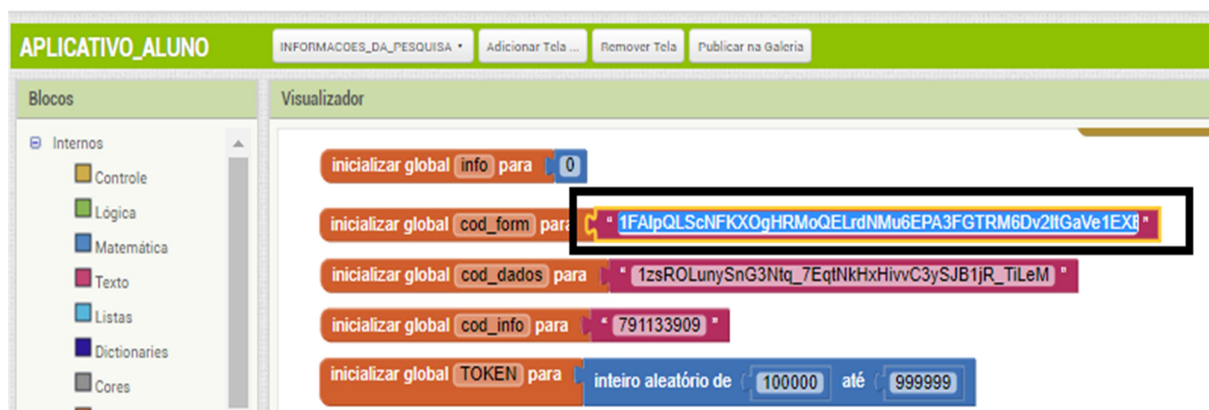 APLICATIVO_ALUNO INFORMACOES_DA_PESQUISA Adicionar Tela ... Remover Tela Publicar na Galeria
Blocos Visualizador
Internos
Controle
Lógica
Matemática
Texto
Listas
Dictionaries
Cores
inicializar global info para 0
inicializar global cod_form para " 1FAIpQLScNFKXOgHRMoQELrdNMu6EPA3FGTRM6Dv2ItGaVe1EXE "
inicializar global cod_dados para " 1zsROLunySnG3Ntq_7EqtNkHxHivvC3ySJB1jR_TiLeM "
inicializar global cod_info para " 791133909 "
inicializar global TOKEN para inteiro aleatório de 100000 até 999999